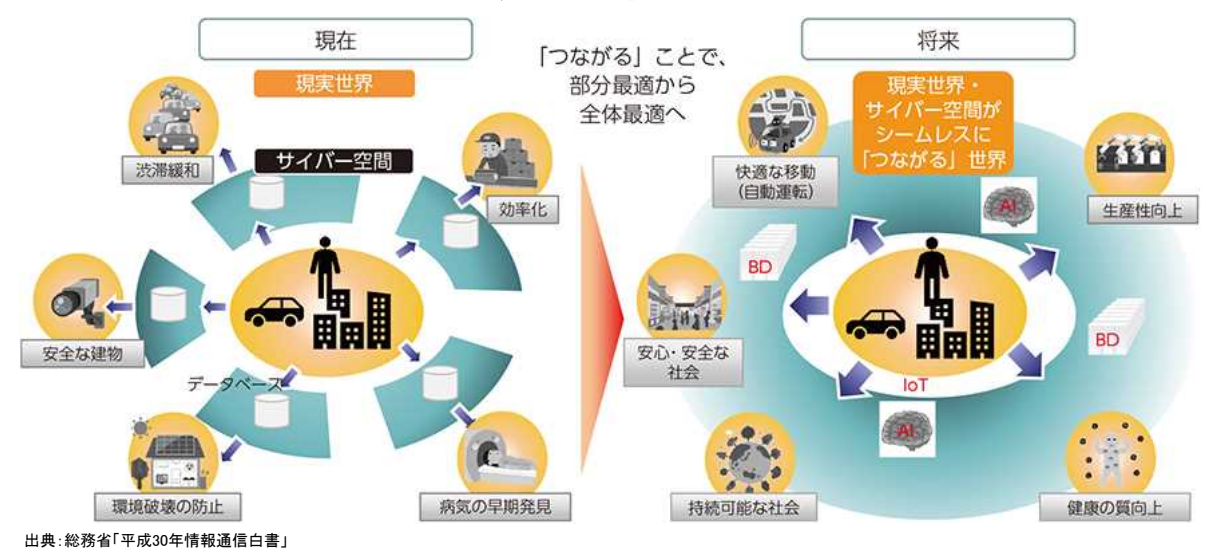 現在
現実世界
サイバー空間
渋滞緩和
効率化
安全な建物
データベース
環境破壊の防止
病気の早期発見
「つながる」ことで、
部分最適から
全体最適へ
将来
現実世界・
サイバー空間が
シームレスに
「つながる」世界
快適な移動
(自動運転)
AI
生産性向上
BD
BD
安心・安全な
社会
IoT
AI
持続可能な社会
健康の質向上
出典:総務省「平成30年情報通信白書」